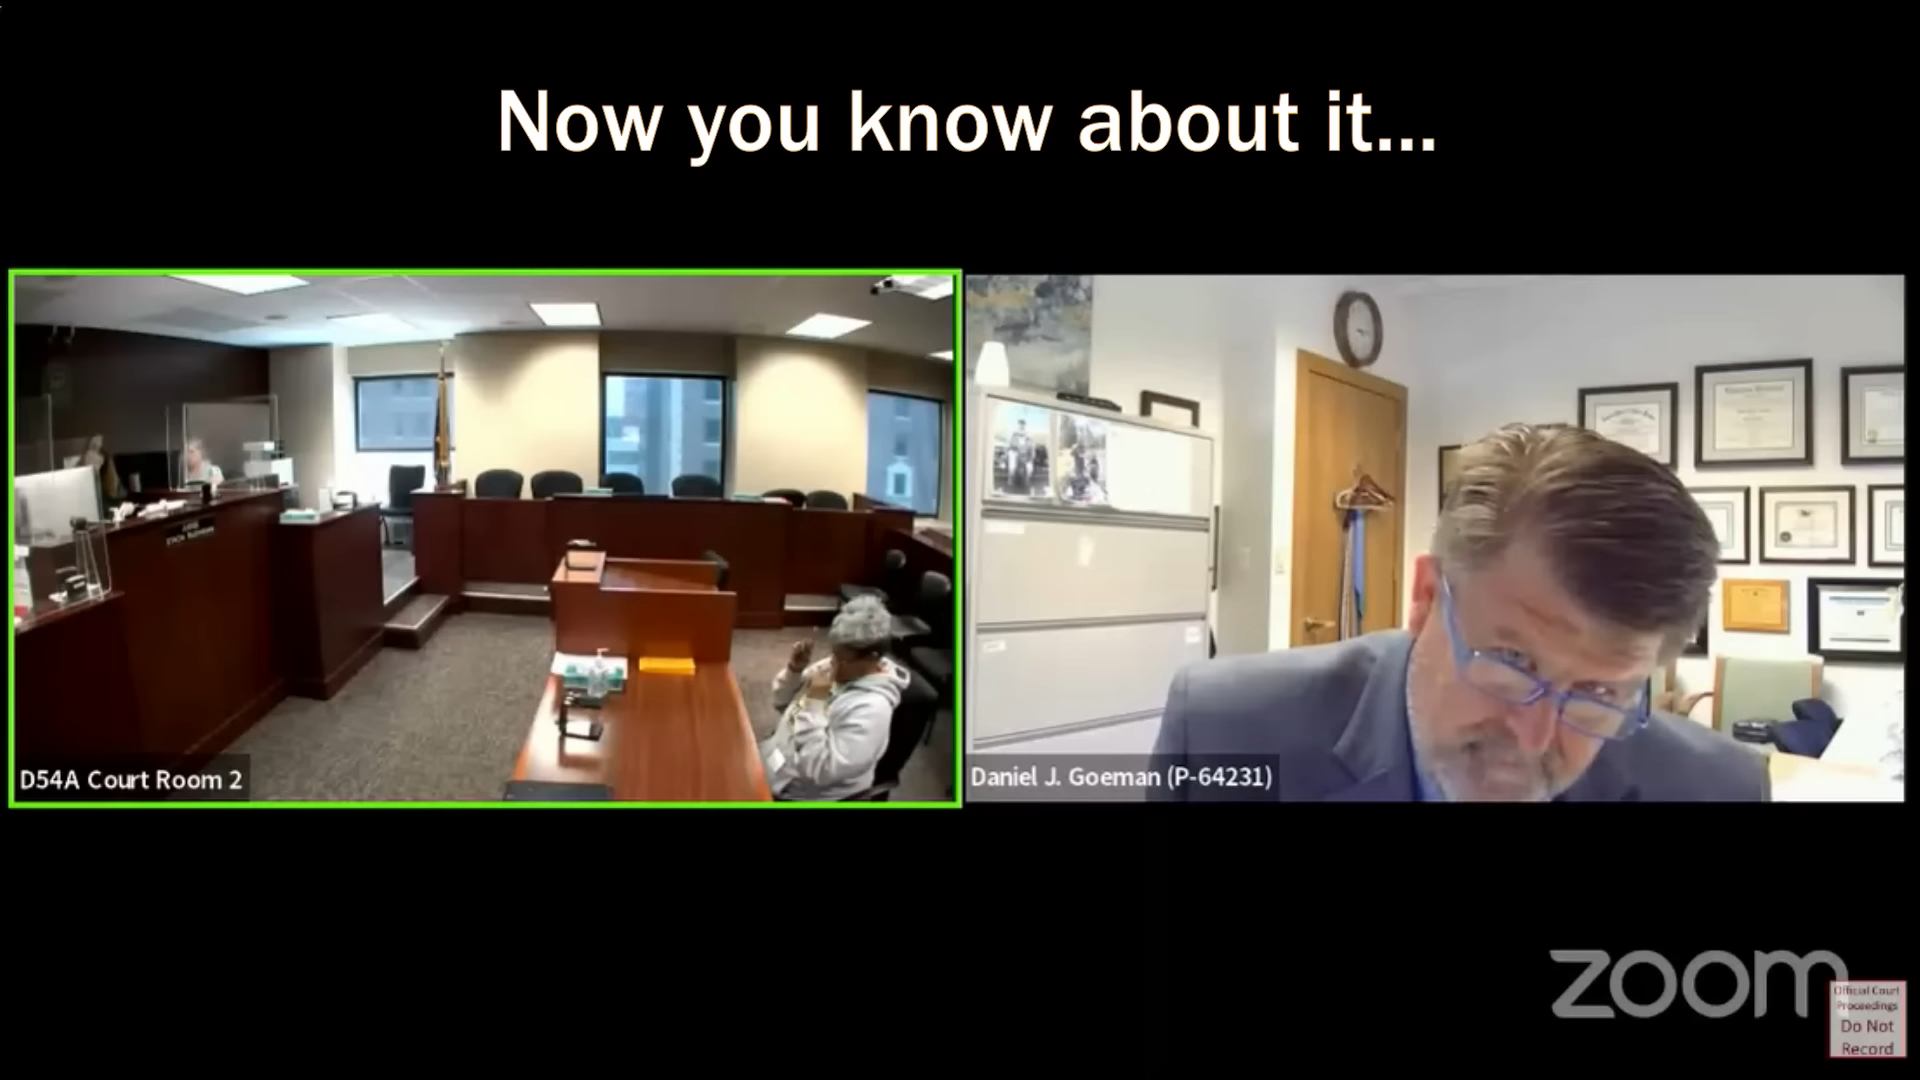 Now you know about it...
D54A Court Room 2
Daniel J. Goeman (P-64231)
zoom
Official Court
Proceedings
Do Not
Record